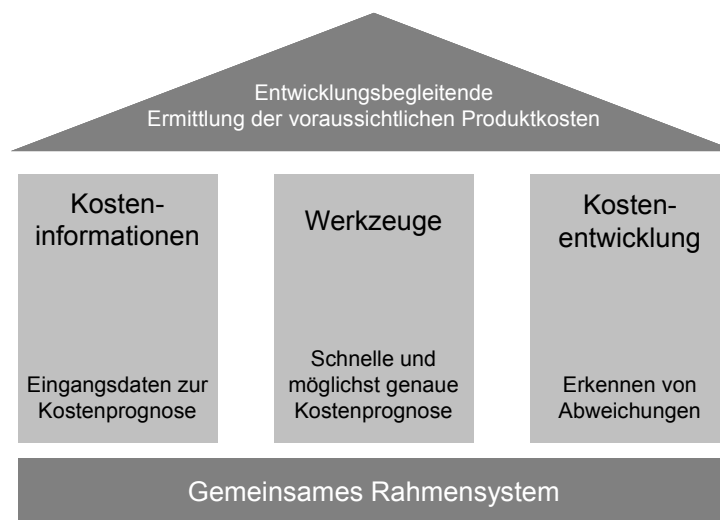 Entwicklungsbegleitende
Ermittlung der voraussichtlichen Produktkosten
Kosten-
informationen
Eingangsdaten zur
Kostenprognose
Werkzeuge
Schnelle und
möglichst genaue
Kostenprognose
Kosten-
entwicklung
Erkennen von
Abweichungen
Gemeinsames Rahmensystem